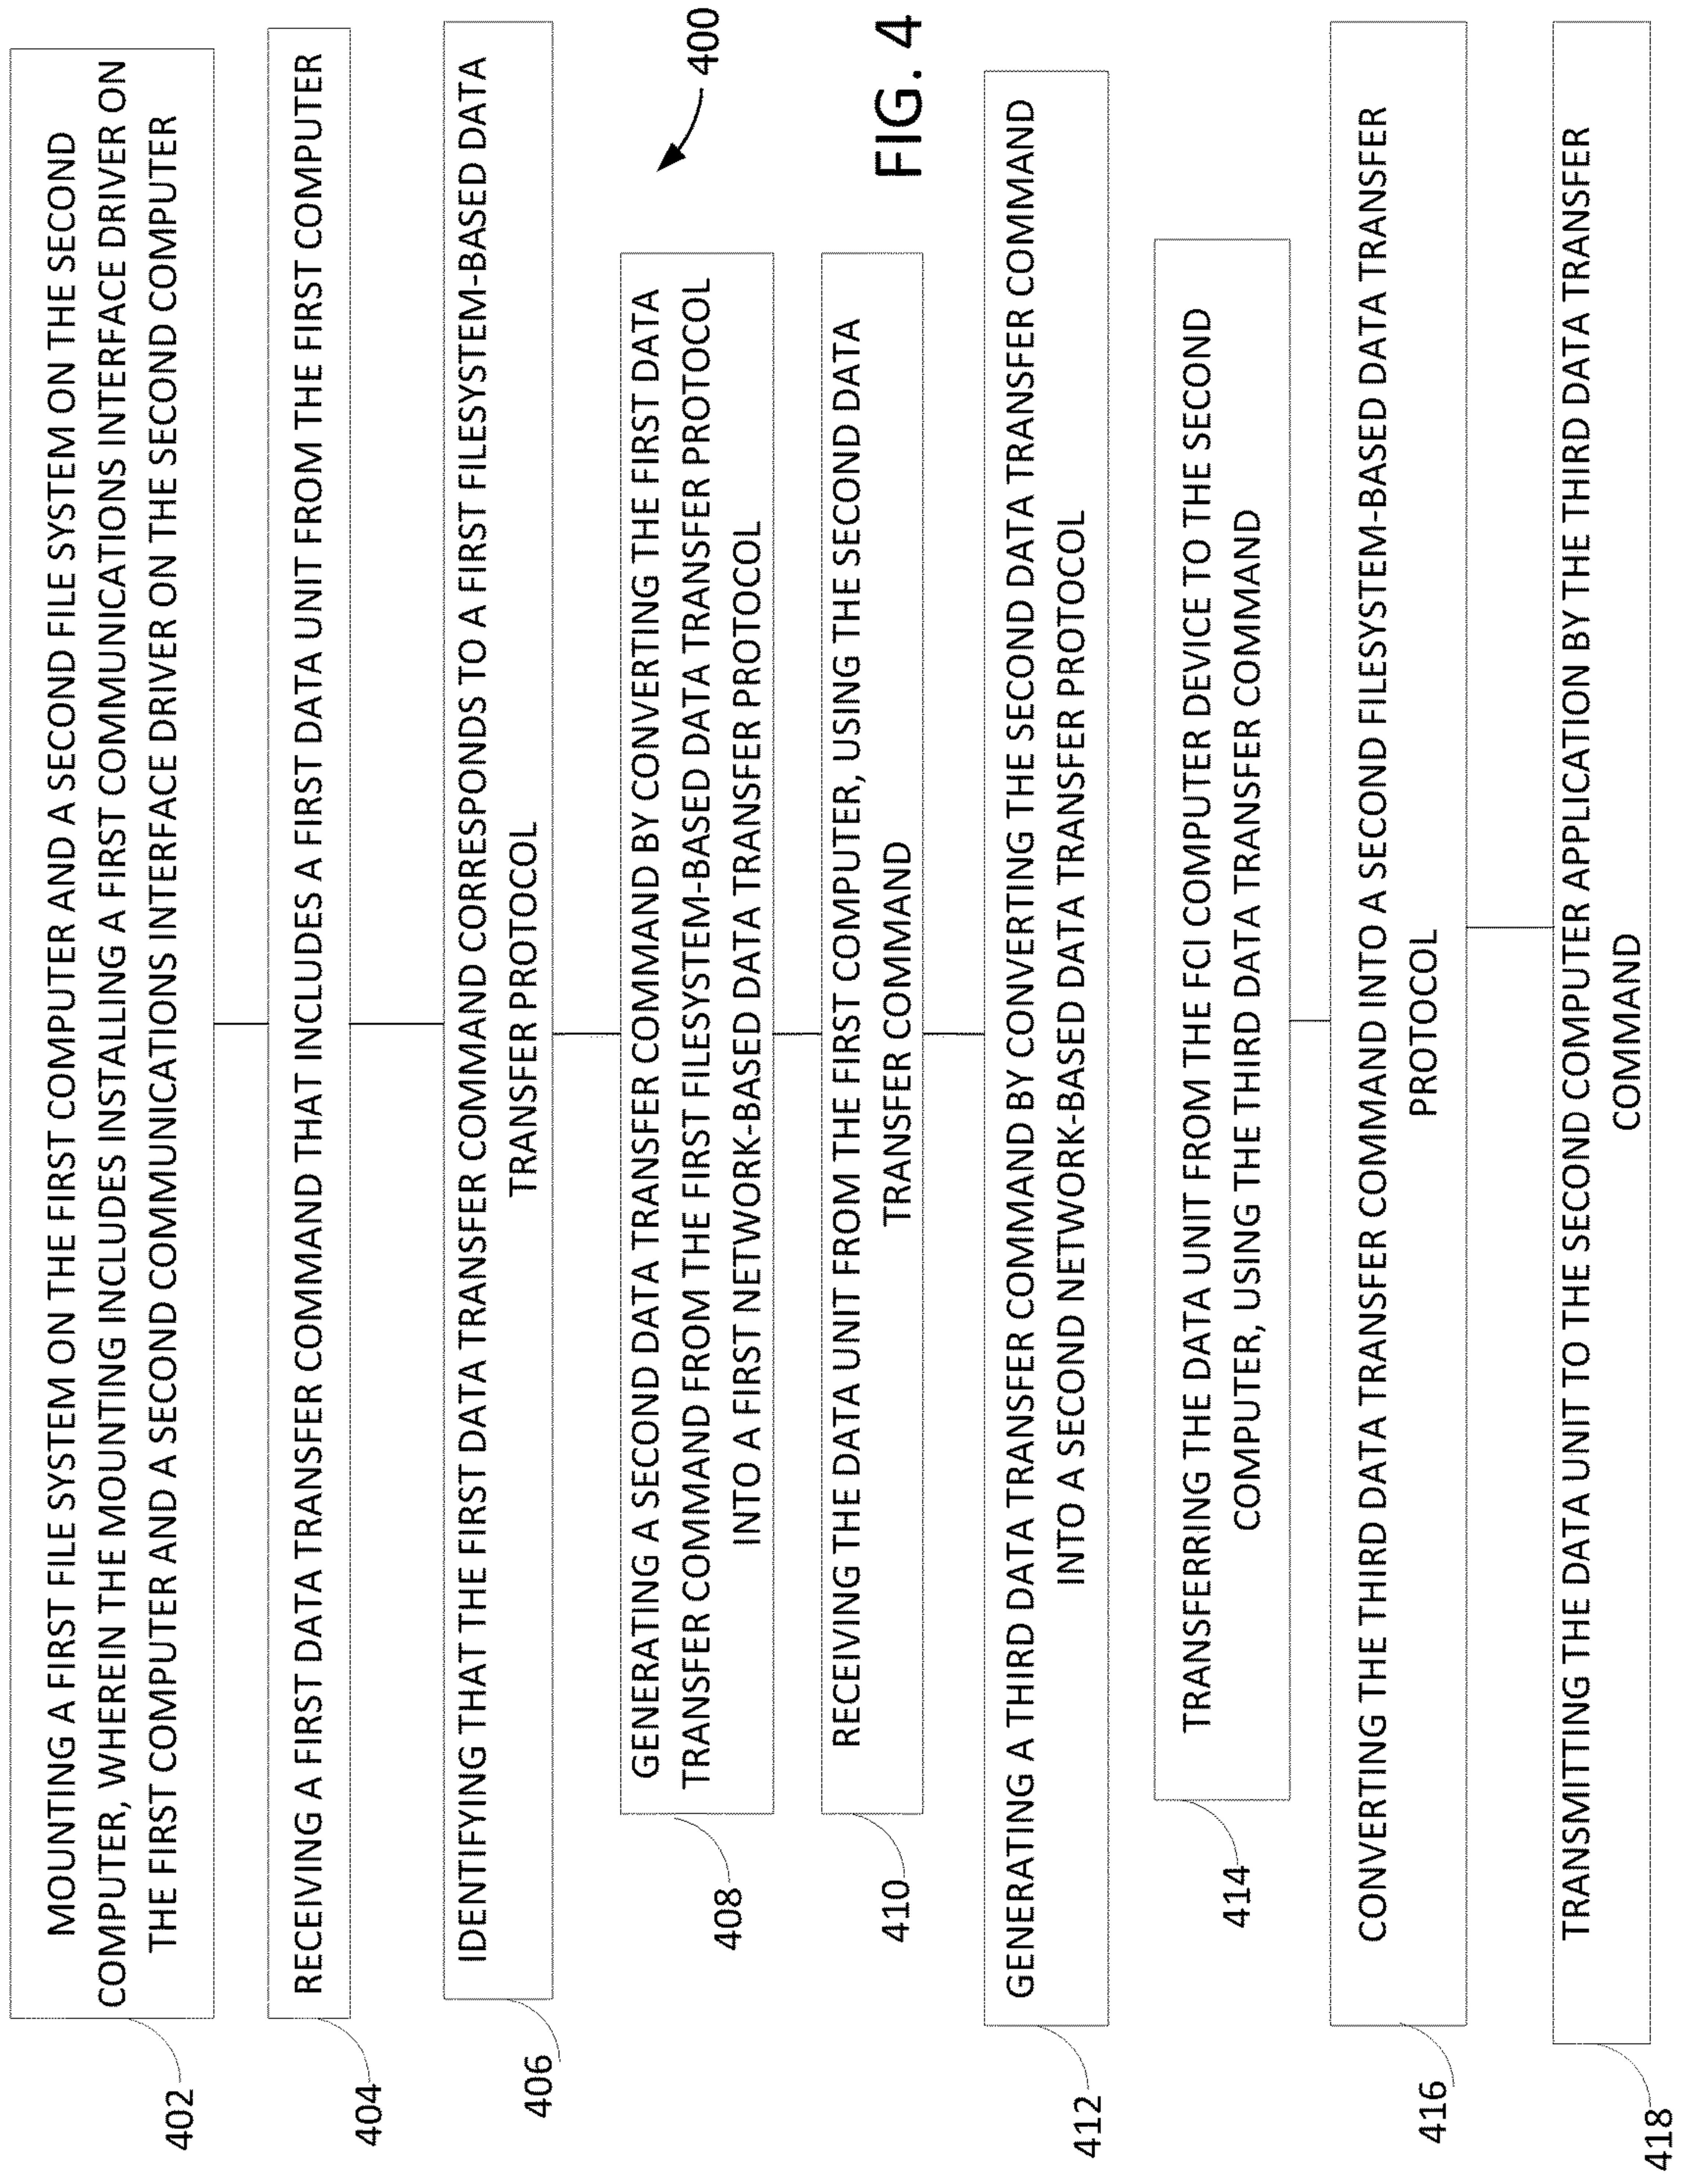 MOUNTING A FIRST FILE SYSTEM ON THE FIRST COMPUTER AND A SECOND FILE SYSTEM ON THE SECOND
COMPUTER, WHEREIN THE MOUNTING INCLUDES INSTALLING A FIRST COMMUNICATIONS INTERFACE DRIVER ON
THE FIRST COMPUTER AND A SECOND COMMUNICATIONS INTERFACE DRIVER ON THE SECOND COMPUTER
402
RECEIVING A FIRST DATA TRANSFER COMMAND THAT INCLUDES A FIRST DATA UNIT FROM THE FIRST COMPUTER
404
IDENTIFYING THAT THE FIRST DATA TRANSFER COMMAND CORRESPONDS TO A FIRST FILESYSTEM-BASED DATA
TRANSFER PROTOCOL
406
GENERATING A SECOND DATA TRANSFER COMMAND BY CONVERTING THE FIRST DATA
TRANSFER COMMAND FROM THE FIRST FILESYSTEM-BASED DATA TRANSFER PROTOCOL
INTO A FIRST NETWORK-BASED DATA TRANSFER PROTOCOL
408
400
RECEIVING THE DATA UNIT FROM THE FIRST COMPUTER, USING THE SECOND DATA
TRANSFER COMMAND
410
FIG. 4
GENERATING A THIRD DATA TRANSFER COMMAND BY CONVERTING THE SECOND DATA TRANSFER COMMAND
INTO A SECOND NETWORK-BASED DATA TRANSFER PROTOCOL
412
TRANSFERRING THE DATA UNIT FROM THE FCI COMPUTER DEVICE TO THE SECOND
COMPUTER, USING THE THIRD DATA TRANSFER COMMAND
414
CONVERTING THE THIRD DATA TRANSFER COMMAND INTO A SECOND FILESYSTEM-BASED DATA TRANSFER
PROTOCOL
416
TRANSMITTING THE DATA UNIT TO THE SECOND COMPUTER APPLICATION BY THE THIRD DATA TRANSFER
COMMAND
418